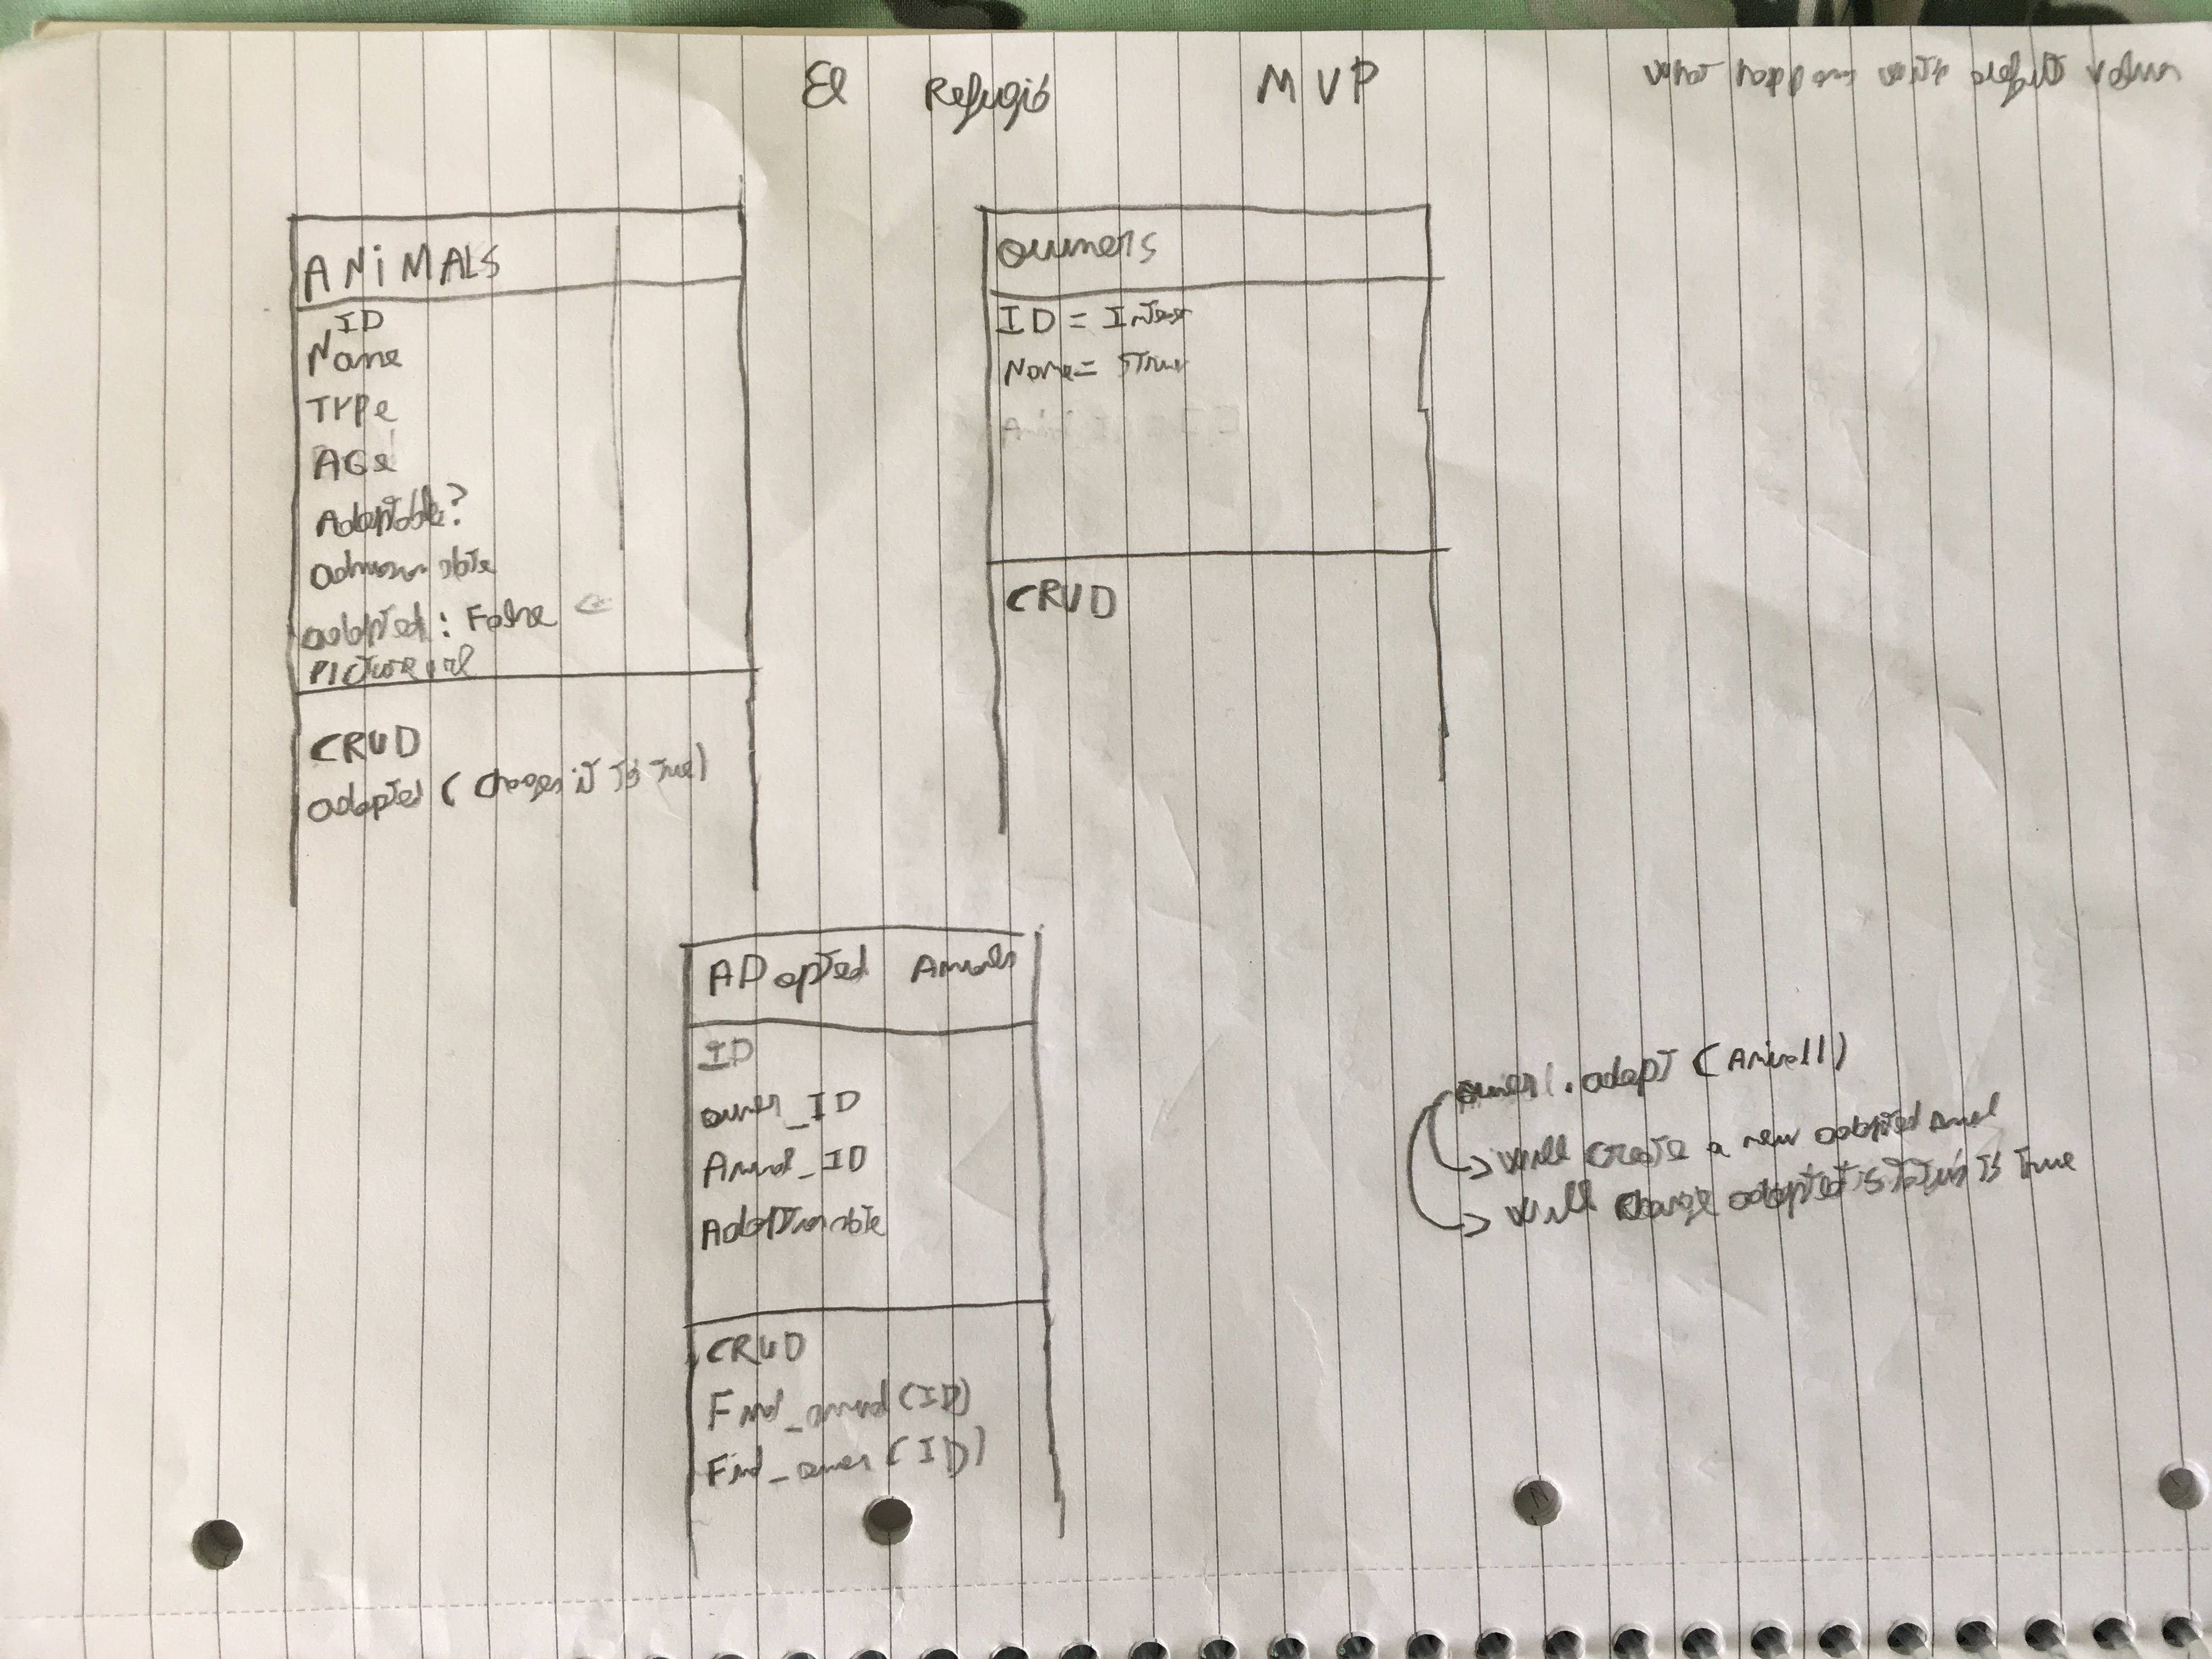 El Refugió MVP
what happens with default values
ANiMALS
ID
Name
Type
AGe
Adoptable?
admission date
adopted: False ←
Picture url
CRUD
adopted (changes it to true)
owners
ID = Integer
Name = String
CRUD
ADopted Animals
ID
owner_ID
Animal_ID
Adoption date
CRUD
Find_animal (ID)
Find_owner (ID)
owner1.adopt (Animal1)
→ will create a new adopted animal
→ will change adopted status to true